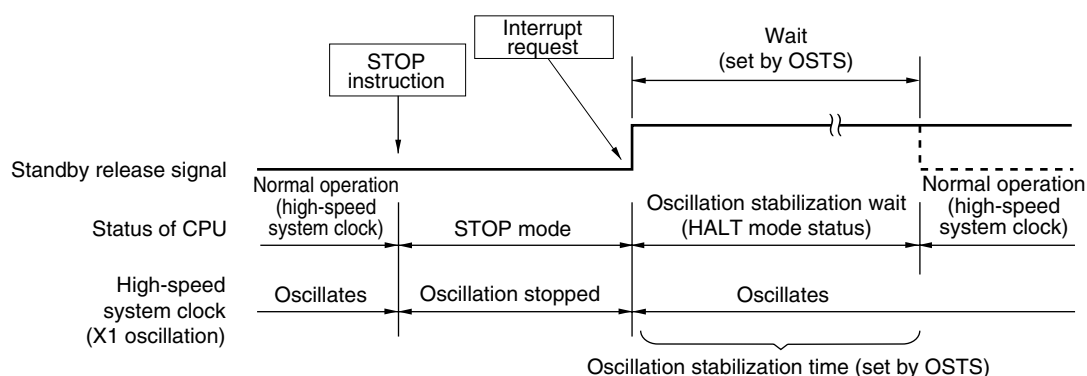 Interrupt
request
Wait
(set by OSTS)
STOP
instruction
Standby release signal
Normal operation
(high-speed
system clock)
Normal operation
(high-speed
system clock)
Status of CPU
STOP mode
Oscillation stabilization wait
(HALT mode status)
High-speed
system clock
(X1 oscillation)
Oscillates
Oscillation stopped
Oscillates
Oscillation stabilization time (set by OSTS)